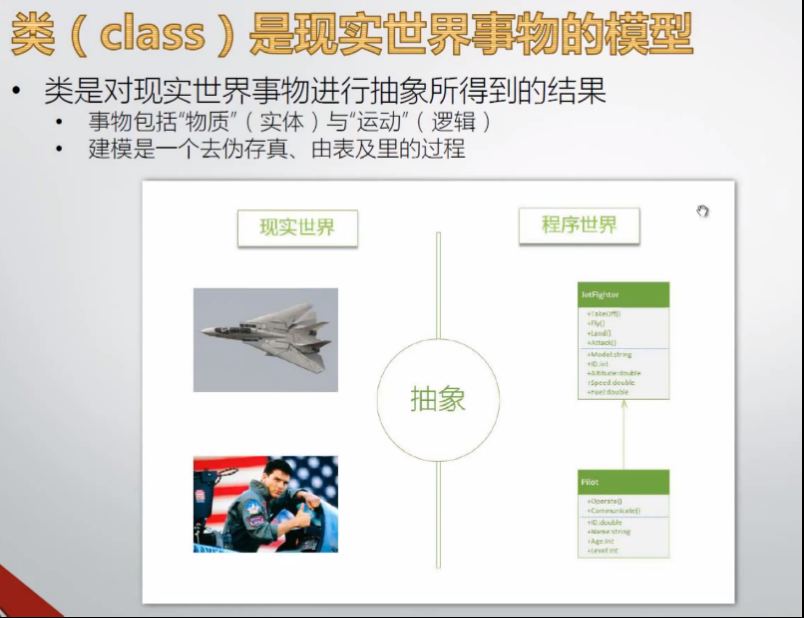 类（class）是现实世界事物的模型
• 类是对现实世界事物进行抽象所得到的结果
• 事物包括“物质”（实体）与“运动”（逻辑）
• 建模是一个去伪存真、由表及里的过程
现实世界
程序世界
抽象
JetFighter
+TakeOff()
+Fly()
+Land()
+Attack()
+Model:string
+ID:int
+Altitude:double
+Speed:double
+Fuel:double
Pilot
+Operate()
+Communicate()
+ID:double
+Name:string
+Age:int
+Level:int